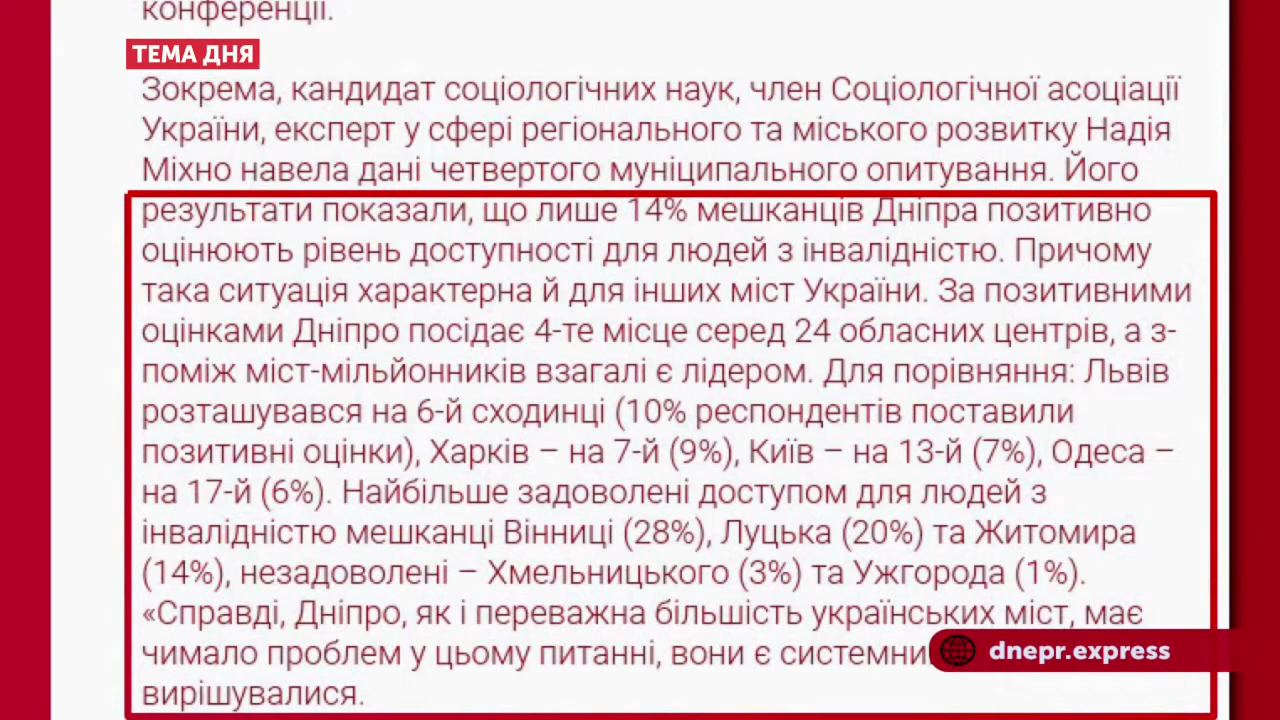 конференції.
ТЕМА ДНЯ
Зокрема, кандидат соціологічних наук, член Соціологічної асоціації
України, експерт у сфері регіонального та міського розвитку Надія
Міхно навела дані четвертого муніципального опитування. Його
результати показали, що лише 14% мешканців Дніпра позитивно
оцінюють рівень доступності для людей з інвалідністю. Причому
така ситуація характерна й для інших міст України. За позитивними
оцінками Дніпро посідає 4-те місце серед 24 обласних центрів, а з-
поміж міст-мільйонників взагалі є лідером. Для порівняння: Львів
розташувався на 6-й сходинці (10% респондентів поставили
позитивні оцінки), Харків – на 7-й (9%), Київ – на 13-й (7%), Одеса –
на 17-й (6%). Найбільше задоволені доступом для людей з
інвалідністю мешканці Вінниці (28%), Луцька (20%) та Житомира
(14%), незадоволені – Хмельницького (3%) та Ужгорода (1%).
«Справді, Дніпро, як і переважна більшість українських міст, має
чимало проблем у цьому питанні, вони є
dnepr.express
вирішувалися.